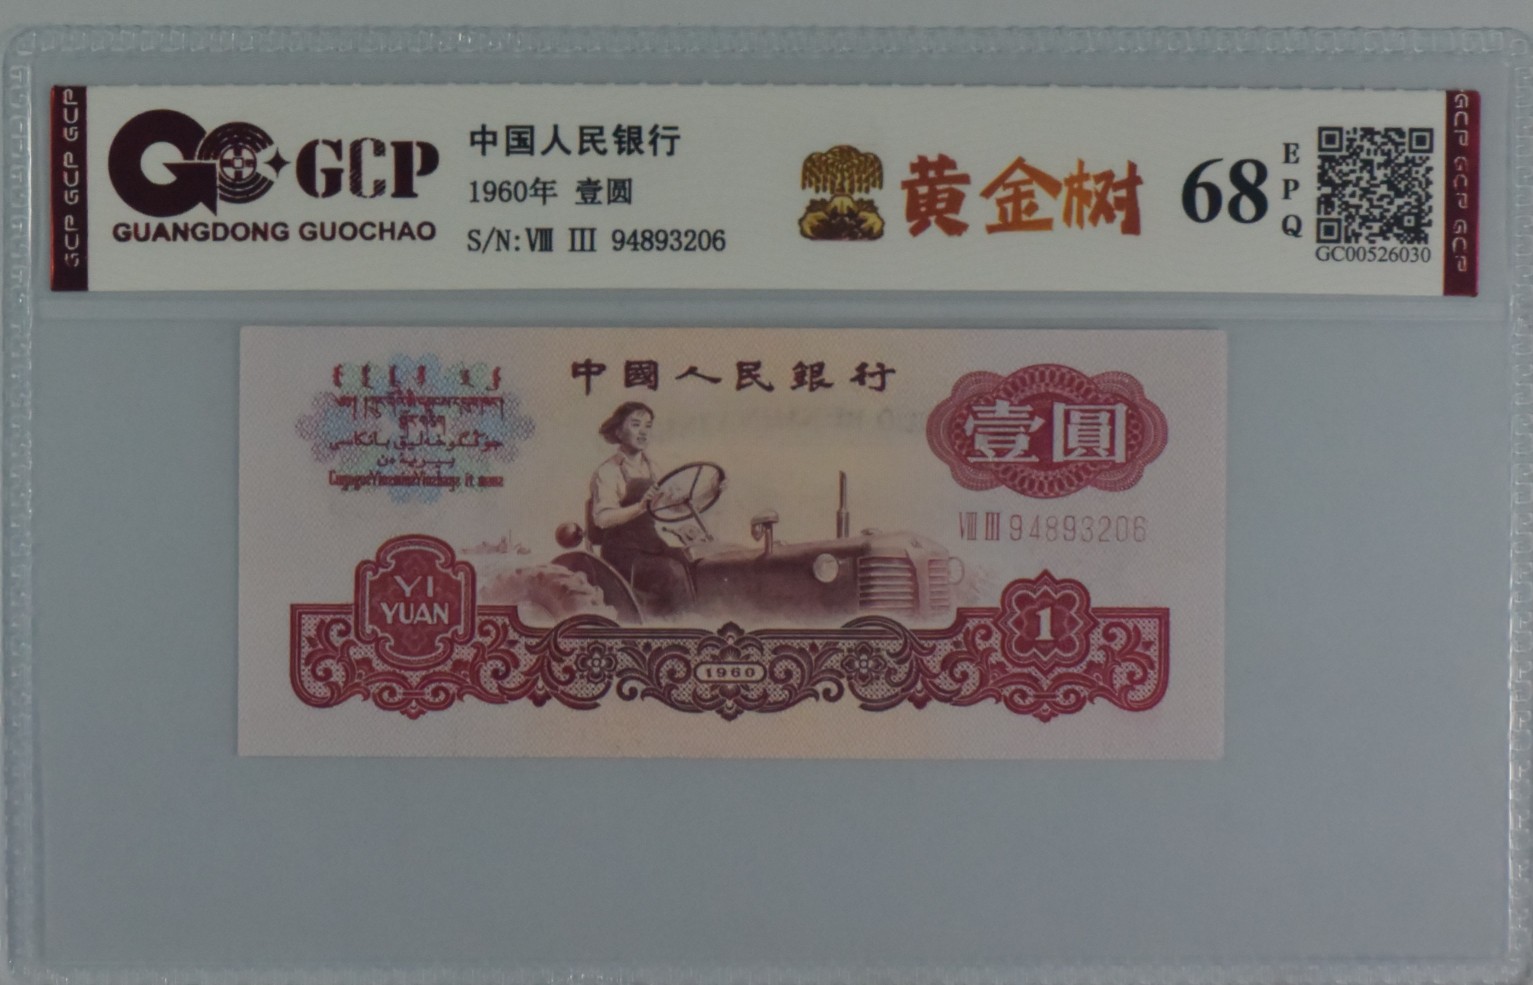 GCP GCP GCP
GCP
GUANGDONG GUOCHAO
中国人民银行
1960年 壹圆
S/N: Ⅷ Ⅲ 94893206
黄金树
68
EPQ
GC00526030
GCP GCP GCP
中國人民銀行
壹圓
Ⅷ Ⅲ 94893206
YI
YUAN
1960
1